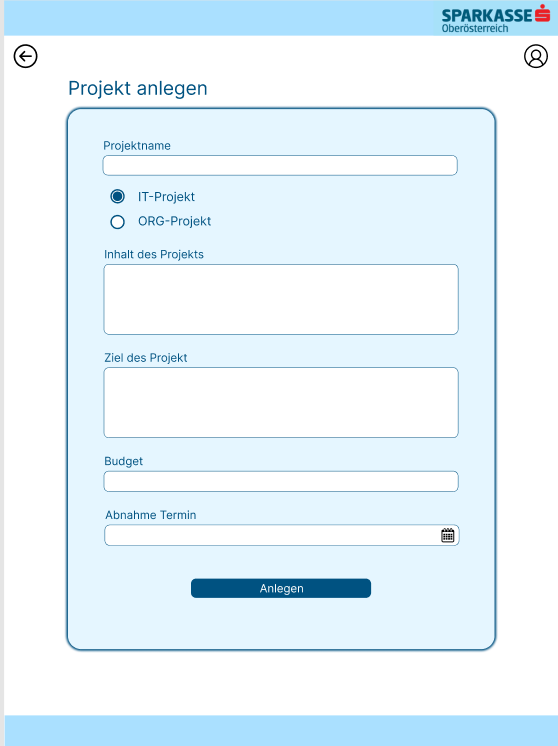 SPARKASSE
Oberösterreich
Projekt anlegen
Projektname
IT-Projekt
ORG-Projekt
Inhalt des Projekts
Ziel des Projekt
Budget
Abnahme Termin
Anlegen